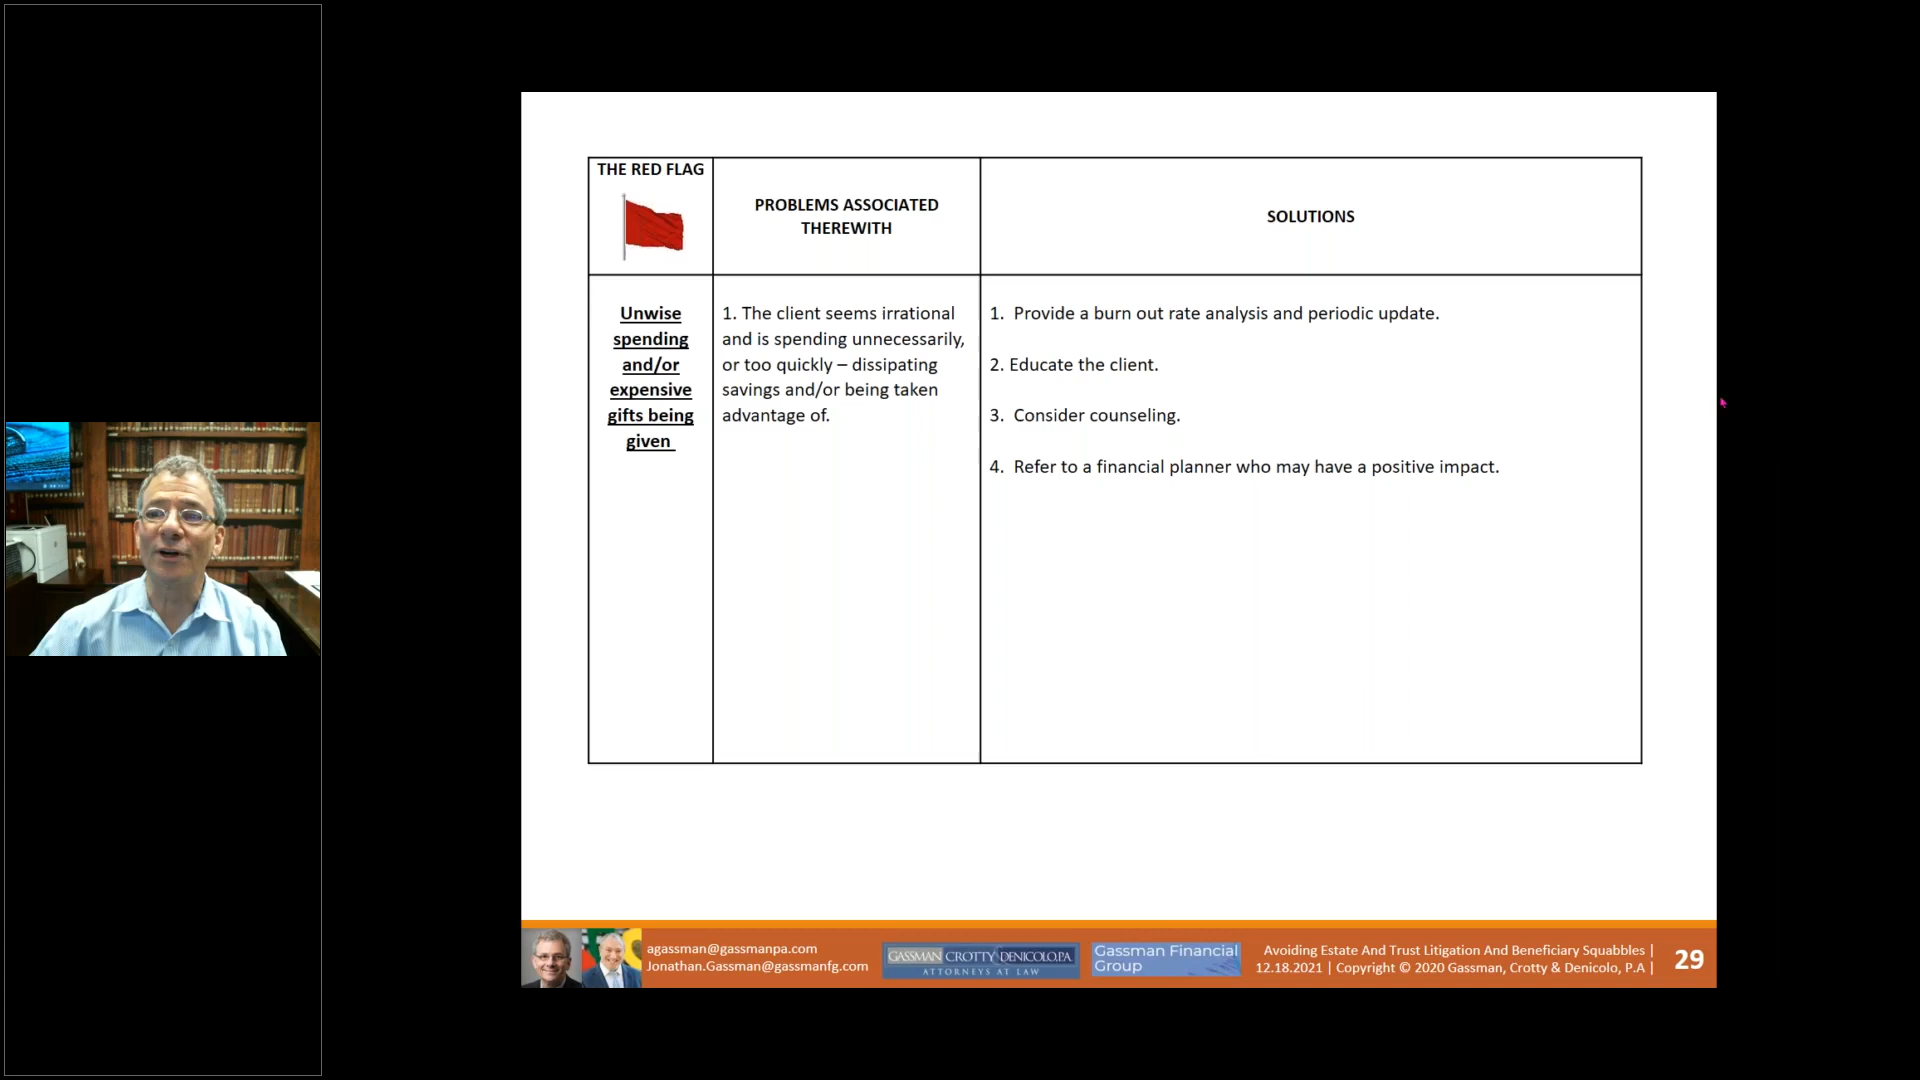 THE RED FLAG
PROBLEMS ASSOCIATED
THEREWITH
SOLUTIONS
Unwise
spending
and/or
expensive
gifts being
given
1. The client seems irrational
and is spending unnecessarily,
or too quickly – dissipating
savings and/or being taken
advantage of.
1. Provide a burn out rate analysis and periodic update.
2. Educate the client.
3. Consider counseling.
4. Refer to a financial planner who may have a positive impact.
agassman@gassmanpa.com
Jonathan.Gassman@gassmanfg.com
GASSMAN CROTTY DENICOLO, P.A.
ATTORNEYS AT LAW
Gassman Financial
Group
Avoiding Estate And Trust Litigation And Beneficiary Squabbles |
12.18.2021 | Copyright © 2020 Gassman, Crotty & Denicolo, P.A |
29